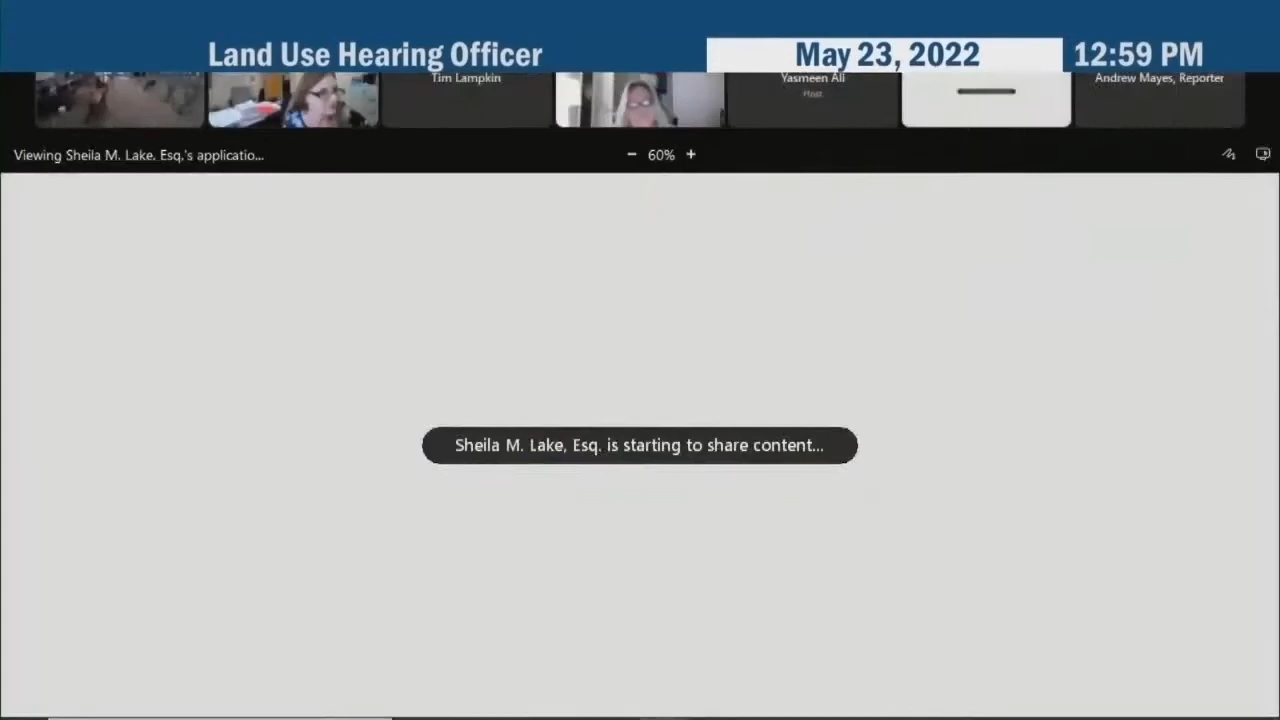 Land Use Hearing Officer
May 23, 2022
12:59 PM
Tim Lampkin
Yasmeen Ali
Host
Andrew Mayes, Reporter
Viewing Sheila M. Lake, Esq.'s applicatio...
− 60% +
Sheila M. Lake, Esq. is starting to share content...